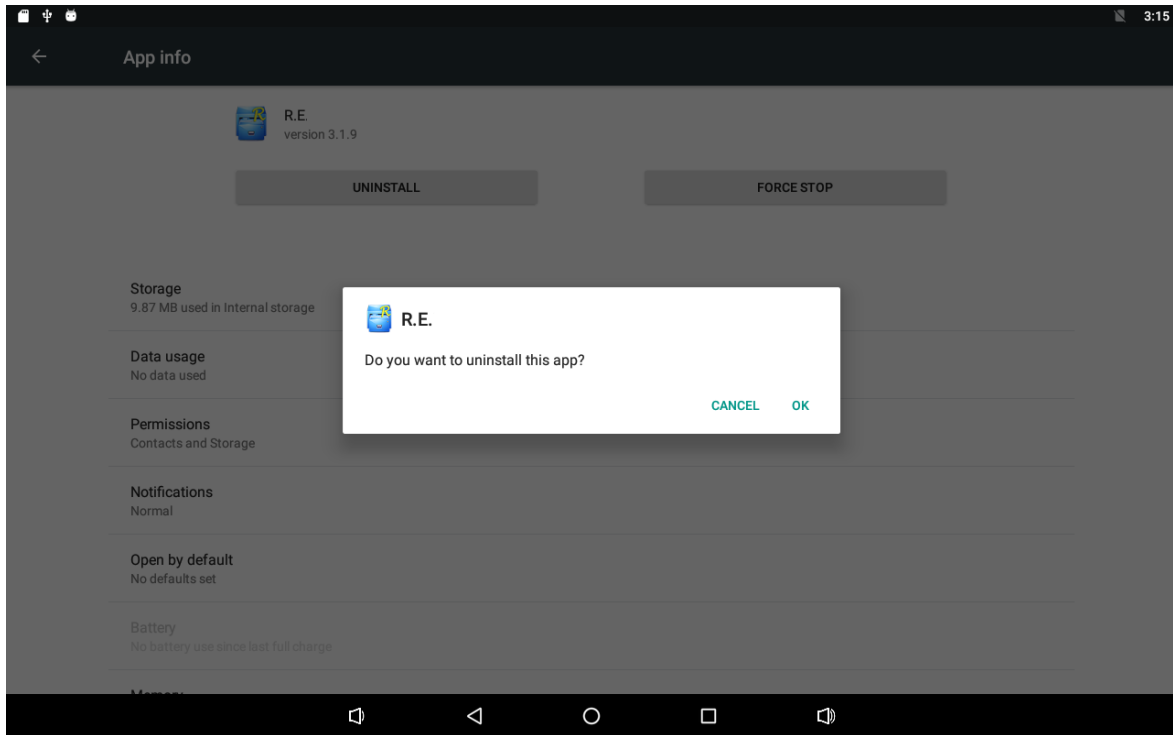 3:15
App info
R.E.
version 3.1.9
UNINSTALL
FORCE STOP
Storage
9.87 MB used in Internal storage
R.E.
Do you want to uninstall this app?
CANCEL
OK
Data usage
No data used
Permissions
Contacts and Storage
Notifications
Normal
Open by default
No defaults set
Battery
No battery use since last full charge